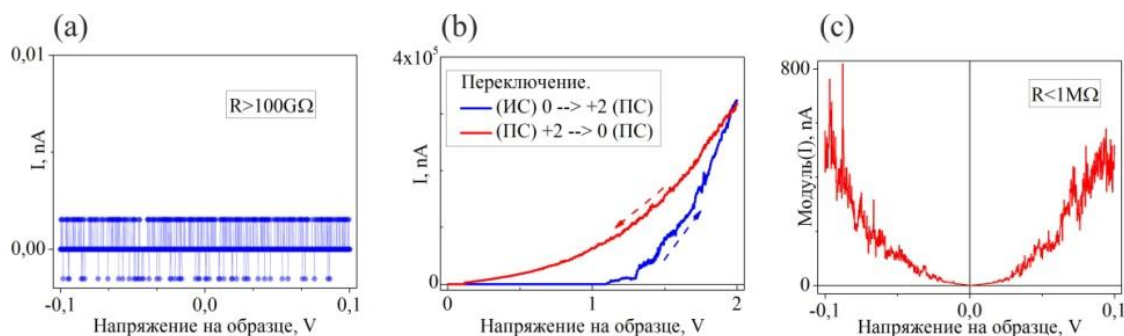 (a)
0,01
I, nA
R>100GΩ
0,00
-0,1
0,0
0,1
Напряжение на образце, V
(b)
4x10⁵
I, nA
Переключение.
(ИС) 0 --> +2 (ПС)
(ПС) +2 --> 0 (ПС)
0
0
1
2
Напряжение на образце, V
(c)
800
Модуль(I), nA
R<1MΩ
0
-0,1
0,0
0,1
Напряжение на образце, V